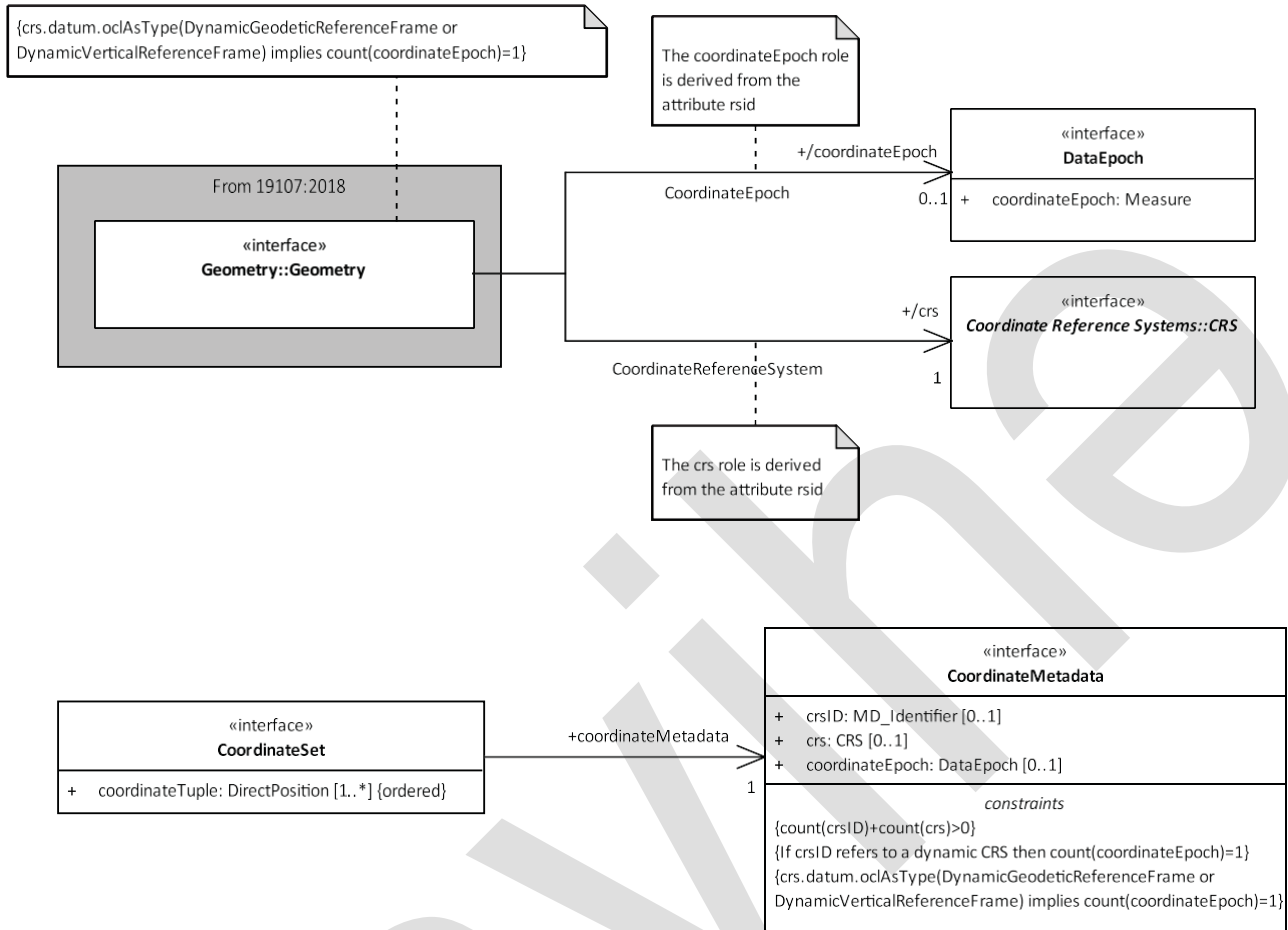 {crs.datum.oclAsType(DynamicGeodeticReferenceFrame or
DynamicVerticalReferenceFrame) implies count(coordinateEpoch)=1}
The coordinateEpoch role
is derived from the
attribute rsid
From 19107:2018
«interface»
Geometry::Geometry
+/coordinateEpoch
CoordinateEpoch
0..1
«interface»
DataEpoch
+ coordinateEpoch: Measure
+/crs
CoordinateReferenceSystem
1
«interface»
Coordinate Reference Systems::CRS
The crs role is derived
from the attribute rsid
«interface»
CoordinateSet
+ coordinateTuple: DirectPosition [1..*] {ordered}
+coordinateMetadata
1
«interface»
CoordinateMetadata
+ crsID: MD_Identifier [0..1]
+ crs: CRS [0..1]
+ coordinateEpoch: DataEpoch [0..1]
constraints
{count(crsID)+count(crs)>0}
{If crsID refers to a dynamic CRS then count(coordinateEpoch)=1}
{crs.datum.oclAsType(DynamicGeodeticReferenceFrame or
DynamicVerticalReferenceFrame) implies count(coordinateEpoch)=1}